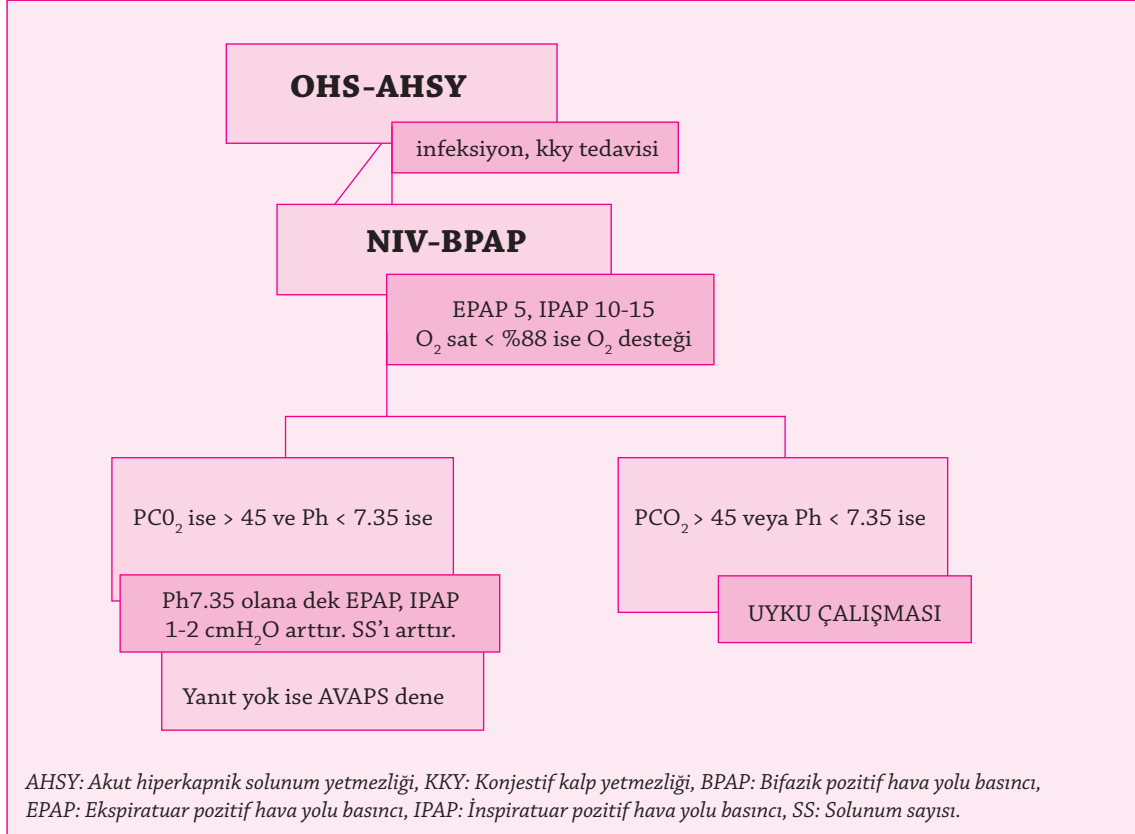 OHS-AHSY
infeksiyon, kky tedavisi
NIV-BPAP
EPAP 5, IPAP 10-15
O₂ sat < %88 ise O₂ desteği
PC0₂ ise > 45 ve Ph < 7.35 ise
Ph7.35 olana dek EPAP, IPAP
1-2 cmH₂O arttır. SS'ı arttır.
Yanıt yok ise AVAPS dene
PCO₂ > 45 veya Ph < 7.35 ise
UYKU ÇALIŞMASI
AHSY: Akut hiperkapnik solunum yetmezliği, KKY: Konjestif kalp yetmezliği, BPAP: Bifazik pozitif hava yolu basıncı,
EPAP: Ekspiratuar pozitif hava yolu basıncı, IPAP: İnspiratuar pozitif hava yolu basıncı, SS: Solunum sayısı.